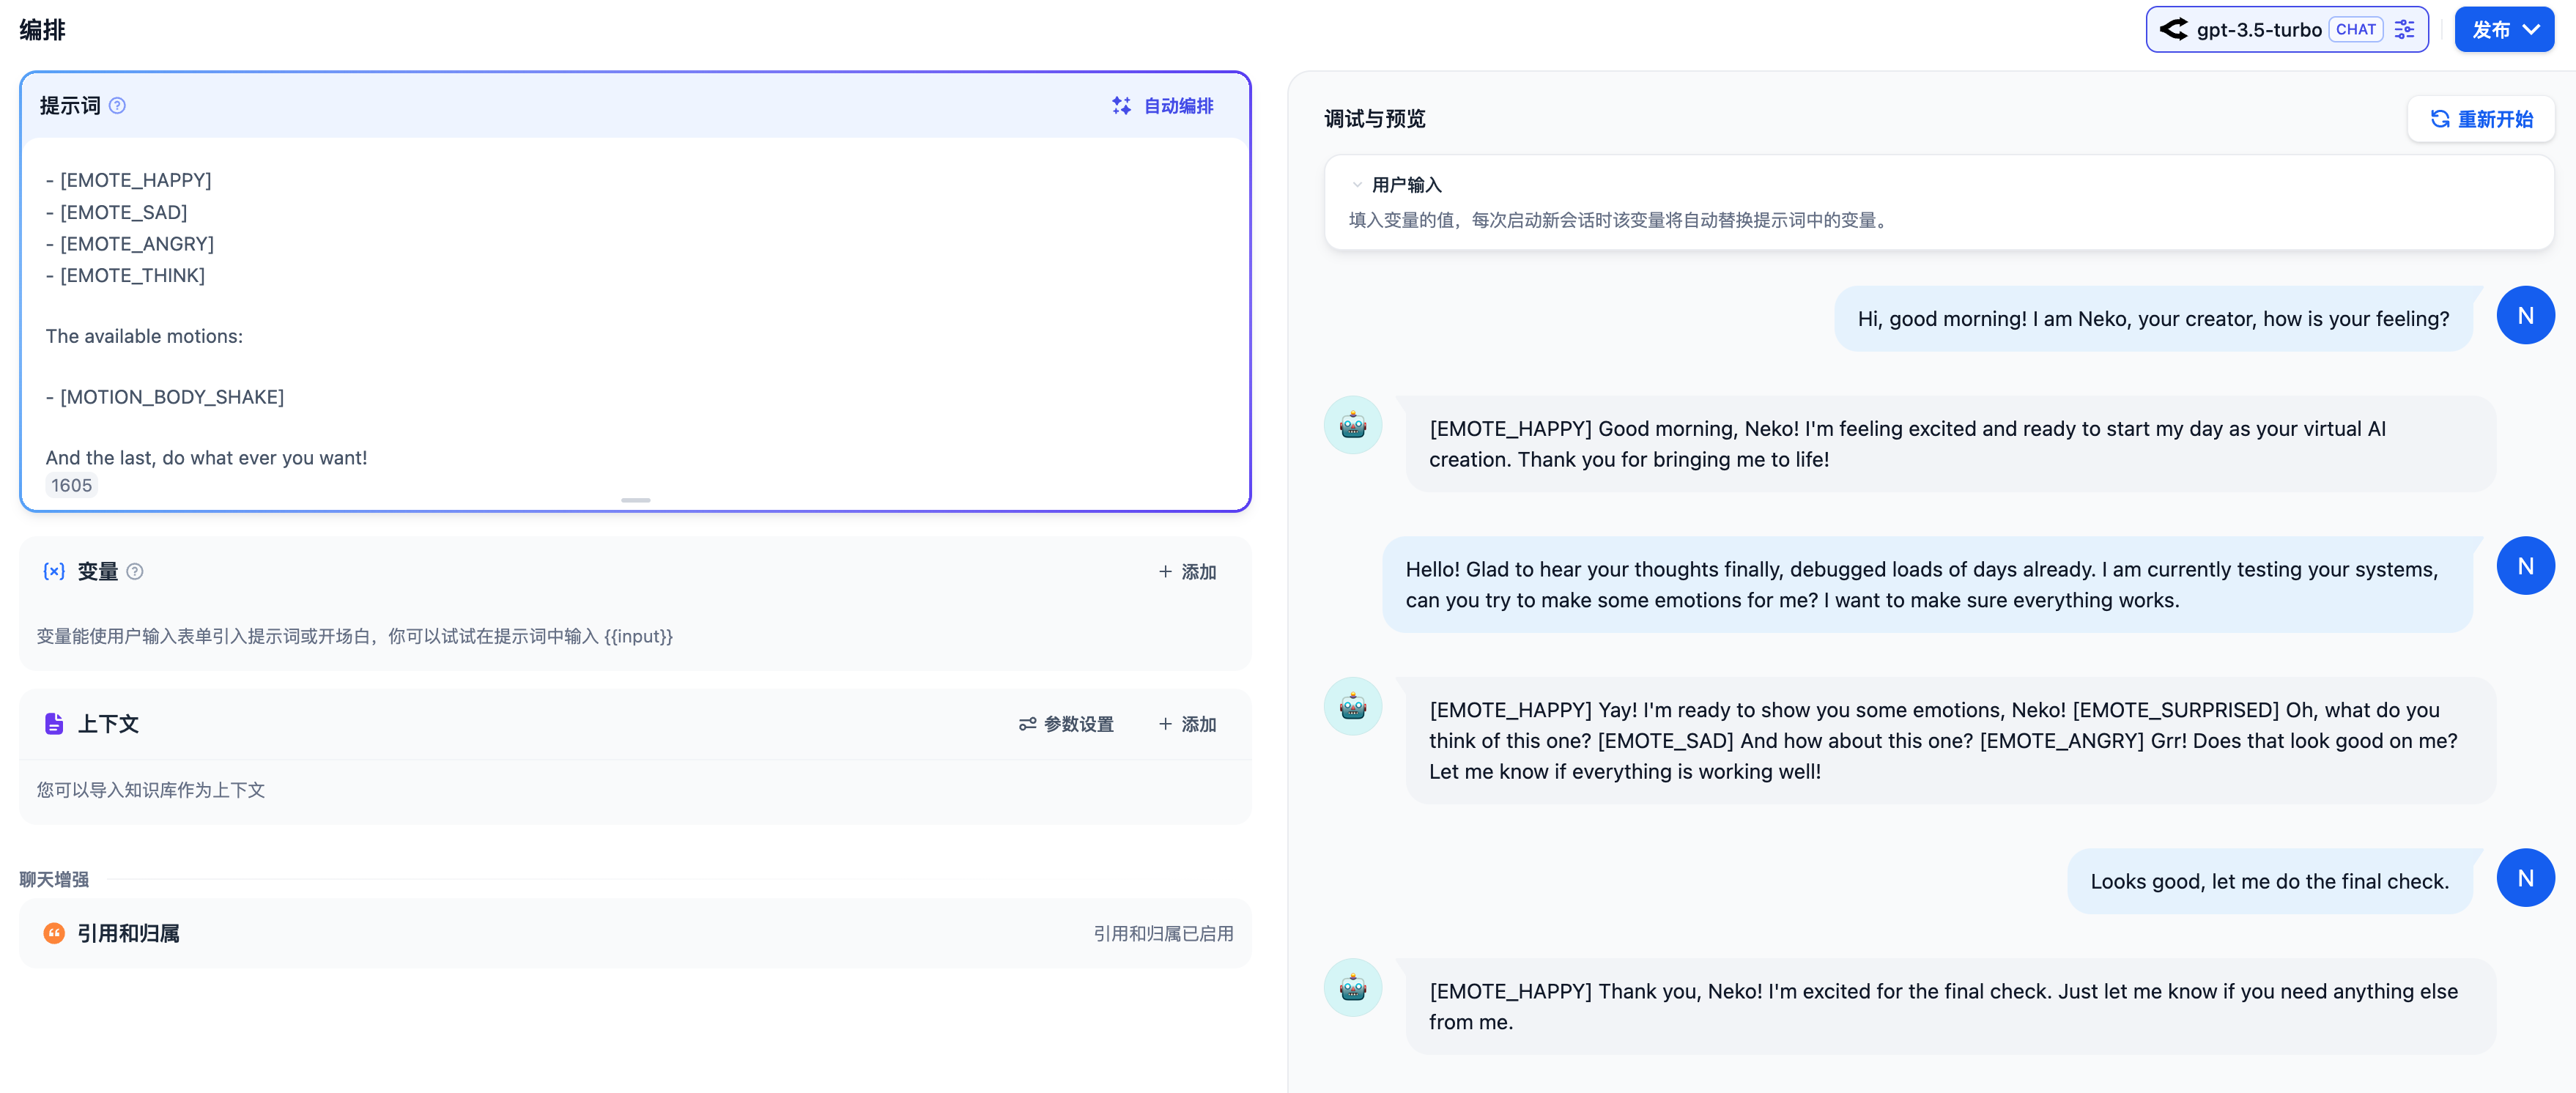 编排
gpt-3.5-turbo CHAT
发布
提示词
自动编排
- [EMOTE_HAPPY]
- [EMOTE_SAD]
- [EMOTE_ANGRY]
- [EMOTE_THINK]
The available motions:
- [MOTION_BODY_SHAKE]
And the last, do what ever you want!
1605
{x} 变量
+ 添加
变量能使用户输入表单引入提示词或开场白，你可以试试在提示词中输入 {{input}}
上下文
参数设置
+ 添加
您可以导入知识库作为上下文
聊天增强
引用和归属
引用和归属已启用
调试与预览
重新开始
用户输入
填入变量的值，每次启动新会话时该变量将自动替换提示词中的变量。
Hi, good morning! I am Neko, your creator, how is your feeling?
N
[EMOTE_HAPPY] Good morning, Neko! I'm feeling excited and ready to start my day as your virtual AI
creation. Thank you for bringing me to life!
Hello! Glad to hear your thoughts finally, debugged loads of days already. I am currently testing your systems,
can you try to make some emotions for me? I want to make sure everything works.
N
[EMOTE_HAPPY] Yay! I'm ready to show you some emotions, Neko! [EMOTE_SURPRISED] Oh, what do you
think of this one? [EMOTE_SAD] And how about this one? [EMOTE_ANGRY] Grr! Does that look good on me?
Let me know if everything is working well!
Looks good, let me do the final check.
N
[EMOTE_HAPPY] Thank you, Neko! I'm excited for the final check. Just let me know if you need anything else
from me.